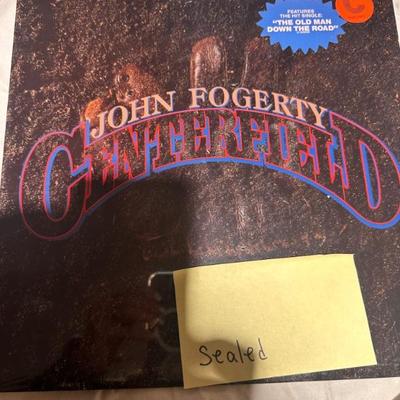 FEATURES
THE HIT SINGLE:
"THE OLD MAN
DOWN THE ROAD"
JOHN FOGERTY
CENTERFIELD
Sealed